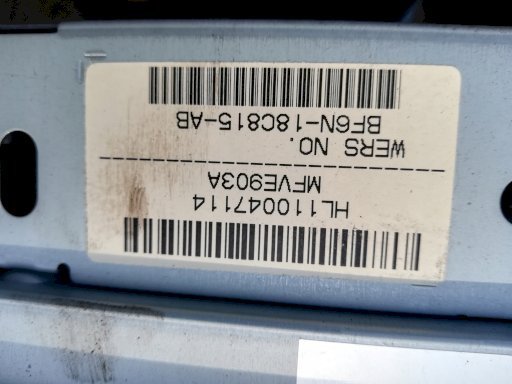 HL110047114
MFVE903A
WERS NO.
BF6N-18C815-AB